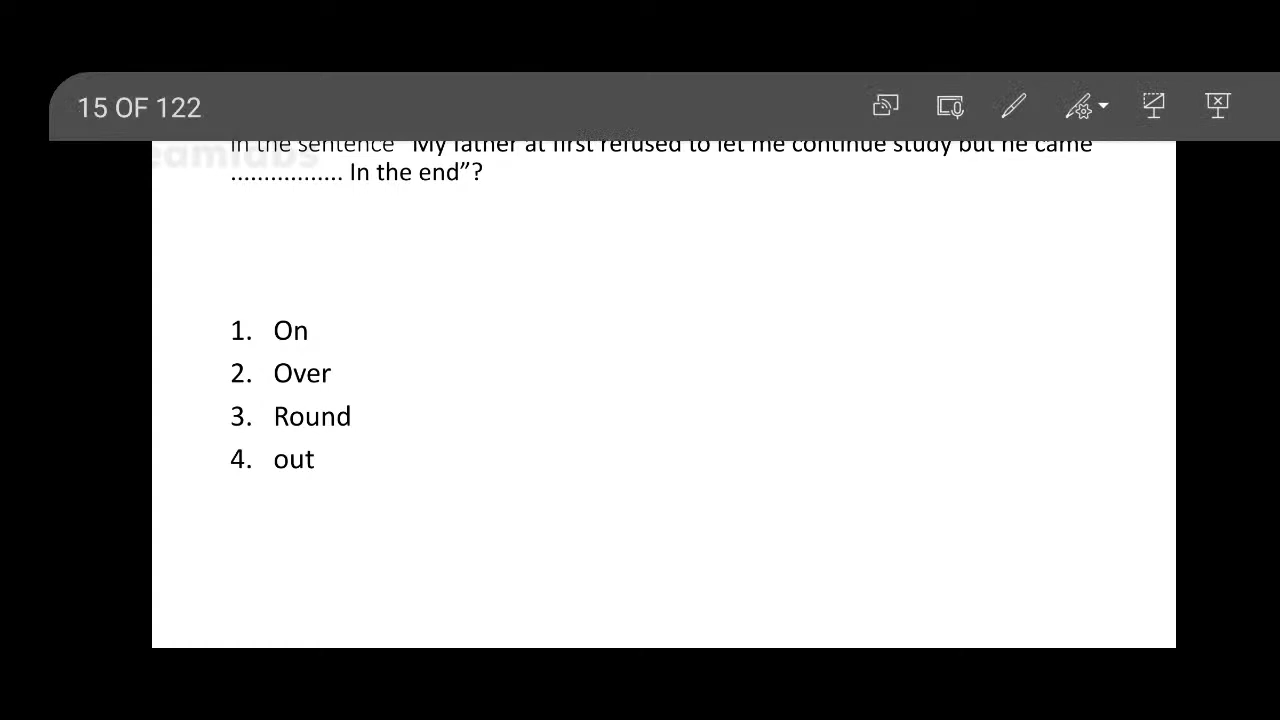 15 OF 122
In the sentence "My father at first refused to let me continue study but he came
................. In the end”?
1. On
2. Over
3. Round
4. out